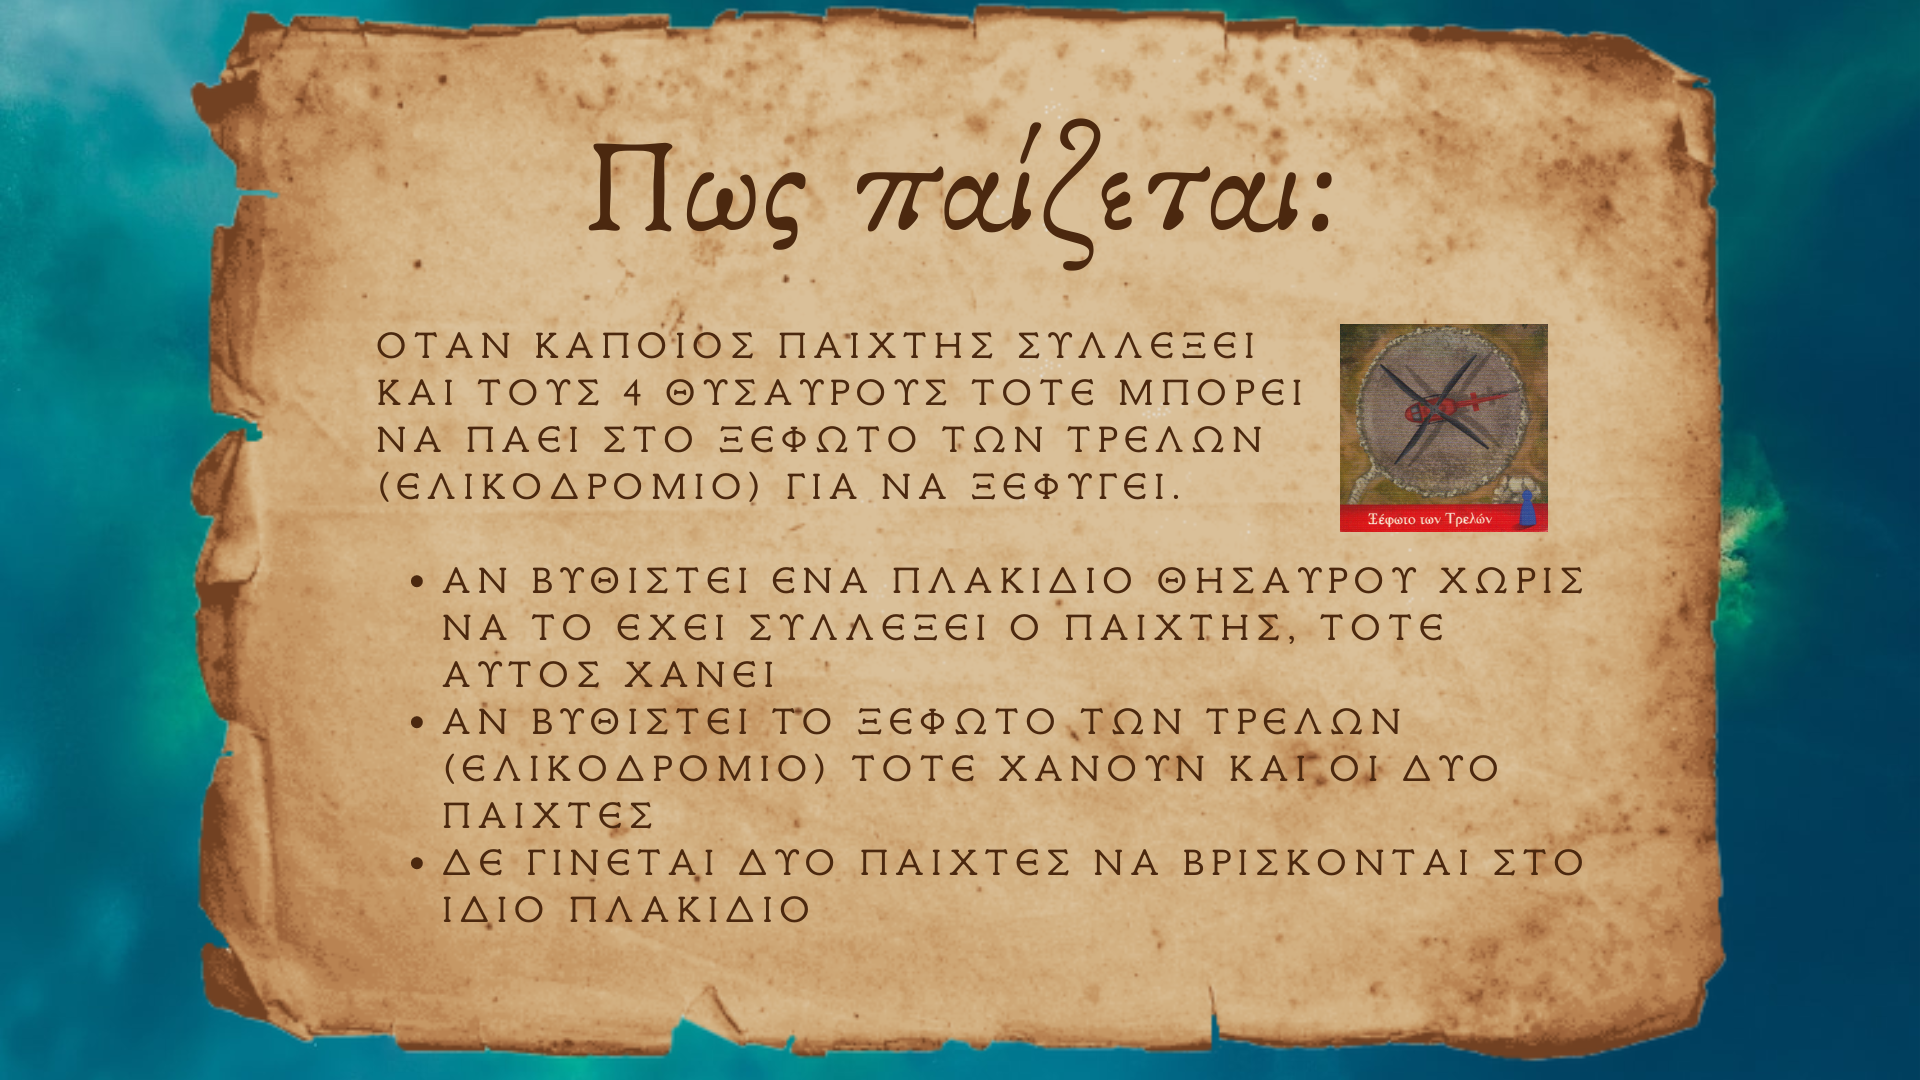 Πως παίζεται:
ΟΤΑΝ ΚΑΠΟΙΟΣ ΠΑΙΧΤΗΣ ΣΥΛΛΕΞΕΙ
ΚΑΙ ΤΟΥΣ 4 ΘΥΣΑΥΡΟΥΣ ΤΟΤΕ ΜΠΟΡΕΙ
ΝΑ ΠΑΕΙ ΣΤΟ ΞΕΦΩΤΟ ΤΩΝ ΤΡΕΛΩΝ
(ΕΛΙΚΟΔΡΟΜΙΟ) ΓΙΑ ΝΑ ΞΕΦΥΓΕΙ.
Ξέφωτο των Τρελών
• ΑΝ ΒΥΘΙΣΤΕΙ ΕΝΑ ΠΛΑΚΙΔΙΟ ΘΗΣΑΥΡΟΥ ΧΩΡΙΣ
ΝΑ ΤΟ ΕΧΕΙ ΣΥΛΛΕΞΕΙ Ο ΠΑΙΧΤΗΣ, ΤΟΤΕ
ΑΥΤΟΣ ΧΑΝΕΙ
• ΑΝ ΒΥΘΙΣΤΕΙ ΤΟ ΞΕΦΩΤΟ ΤΩΝ ΤΡΕΛΩΝ
(ΕΛΙΚΟΔΡΟΜΙΟ) ΤΟΤΕ ΧΑΝΟΥΝ ΚΑΙ ΟΙ ΔΥΟ
ΠΑΙΧΤΕΣ
• ΔΕ ΓΙΝΕΤΑΙ ΔΥΟ ΠΑΙΧΤΕΣ ΝΑ ΒΡΙΣΚΟΝΤΑΙ ΣΤΟ
ΙΔΙΟ ΠΛΑΚΙΔΙΟ